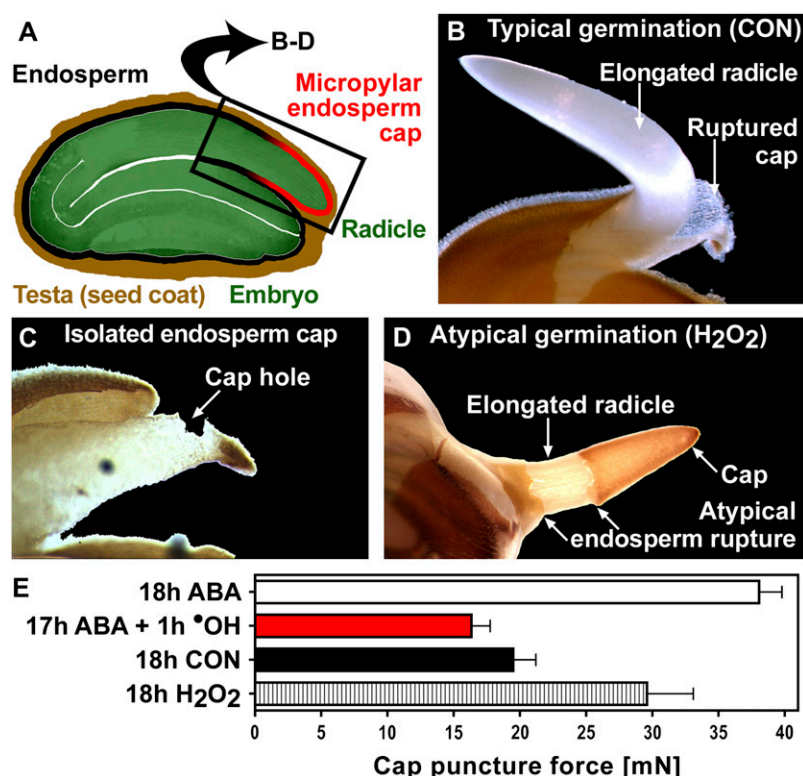 A
B-D
Endosperm
Micropylar
endosperm
cap
Radicle
Testa (seed coat)
Embryo
B
Typical germination (CON)
Elongated radicle
Ruptured
cap
C
Isolated endosperm cap
Cap hole
D
Atypical germination (H₂O₂)
Elongated radicle
Cap
Atypical
endosperm rupture
E
18h ABA
17h ABA + 1h •OH
18h CON
18h H₂O₂
0 5 10 15 20 25 30 35 40
Cap puncture force [mN]